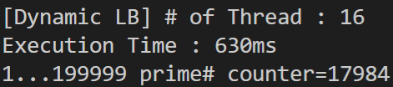 [Dynamic LB] # of Thread : 16
Execution Time : 630ms
1...199999 prime# counter=17984